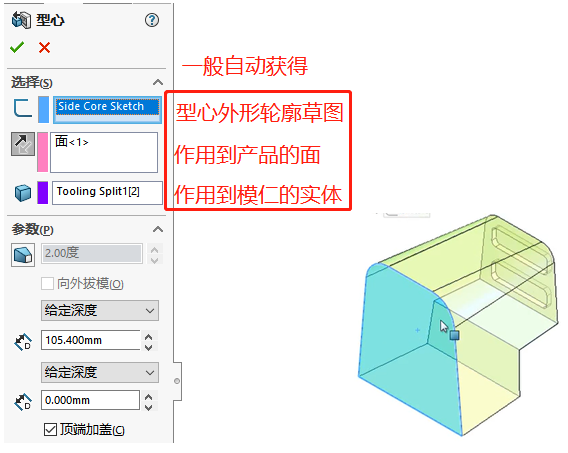 型心
选择(S)
一般自动获得
Side Core Sketch
型心外形轮廓草图
面<1>
作用到产品的面
Tooling Split1[2]
作用到模仁的实体
参数(P)
2.00度
向外拔模(O)
给定深度
105.400mm
给定深度
0.000mm
顶端加盖(C)